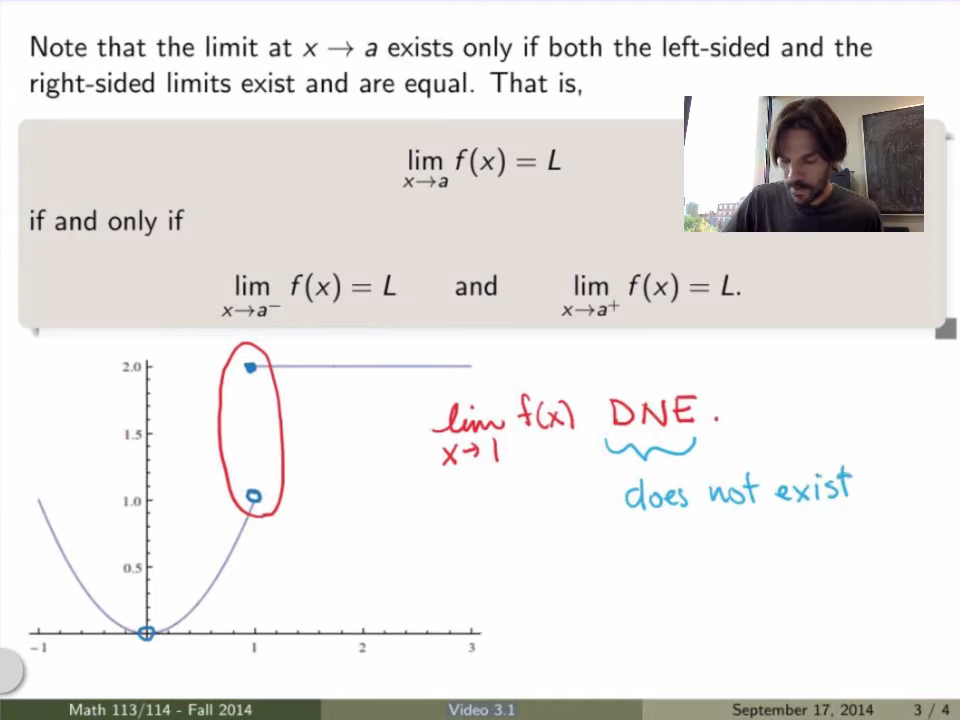 Note that the limit at x → a exists only if both the left-sided and the
right-sided limits exist and are equal. That is,
lim f(x) = L
x→a
if and only if
lim f(x) = L and lim f(x) = L.
x→a⁻ x→a⁺
2.0
1.5
1.0
0.5
−1 1 2 3
lim f(x) DNE.
x→1
does not exist
Math 113/114 - Fall 2014 Video 3.1 September 17, 2014 3 / 4